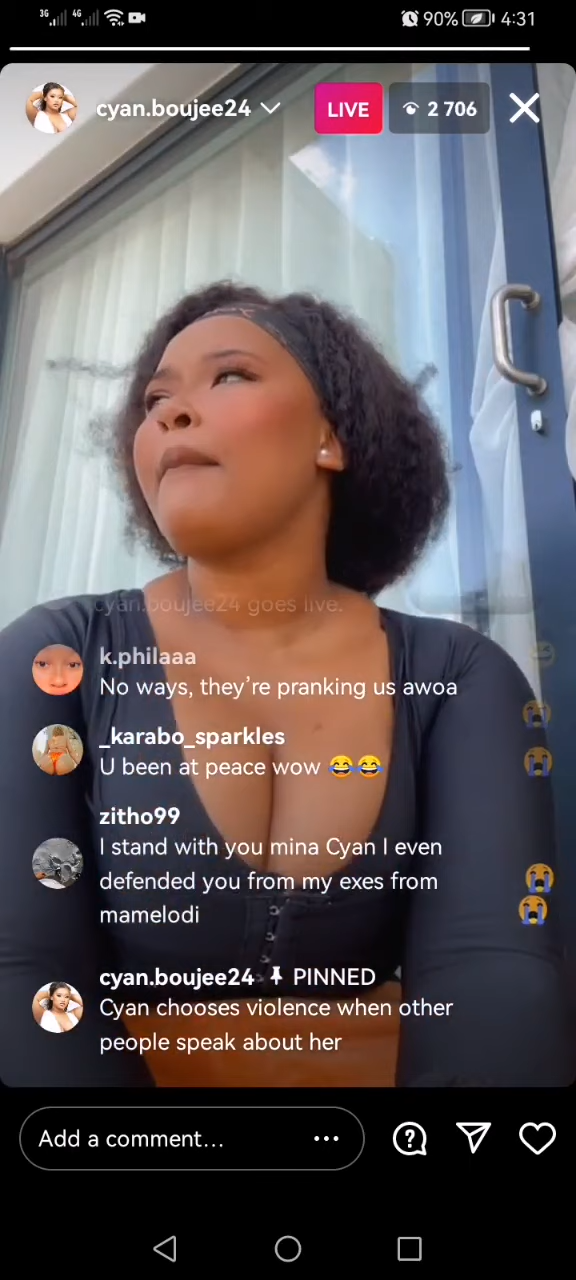 3G 4G 90% 4:31
cyan.boujee24 LIVE 2 706
cyan.boujee24 goes live.
k.philaaa
No ways, they’re pranking us awoa
_karabo_sparkles
U been at peace wow 😂😂
zitho99
I stand with you mina Cyan I even
defended you from my exes from
mamelodi
cyan.boujee24 PINNED
Cyan chooses violence when other
people speak about her
Add a comment...